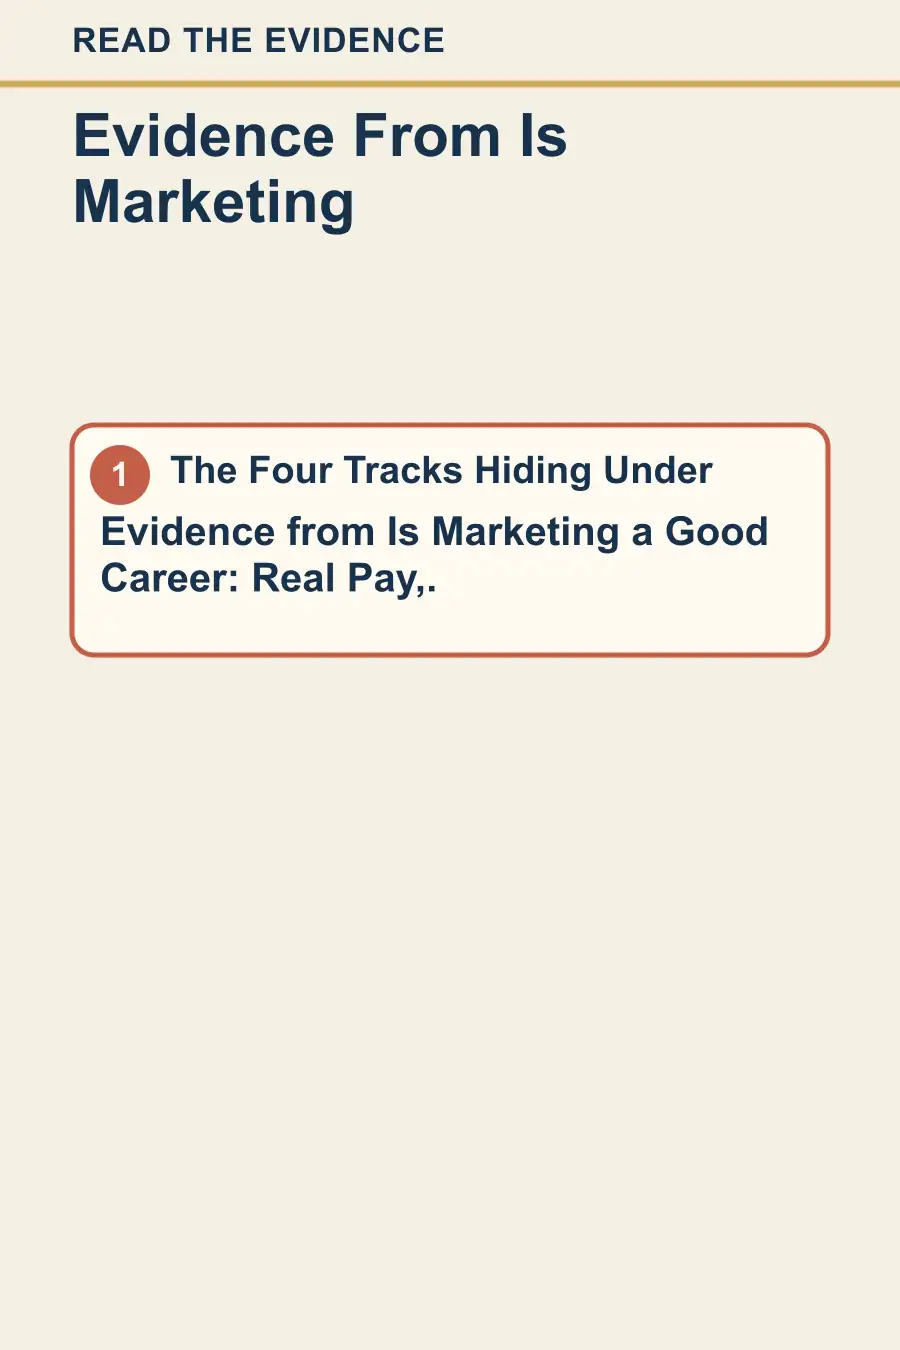 READ THE EVIDENCE
Evidence From Is
Marketing
1 The Four Tracks Hiding Under
Evidence from Is Marketing a Good
Career: Real Pay,.